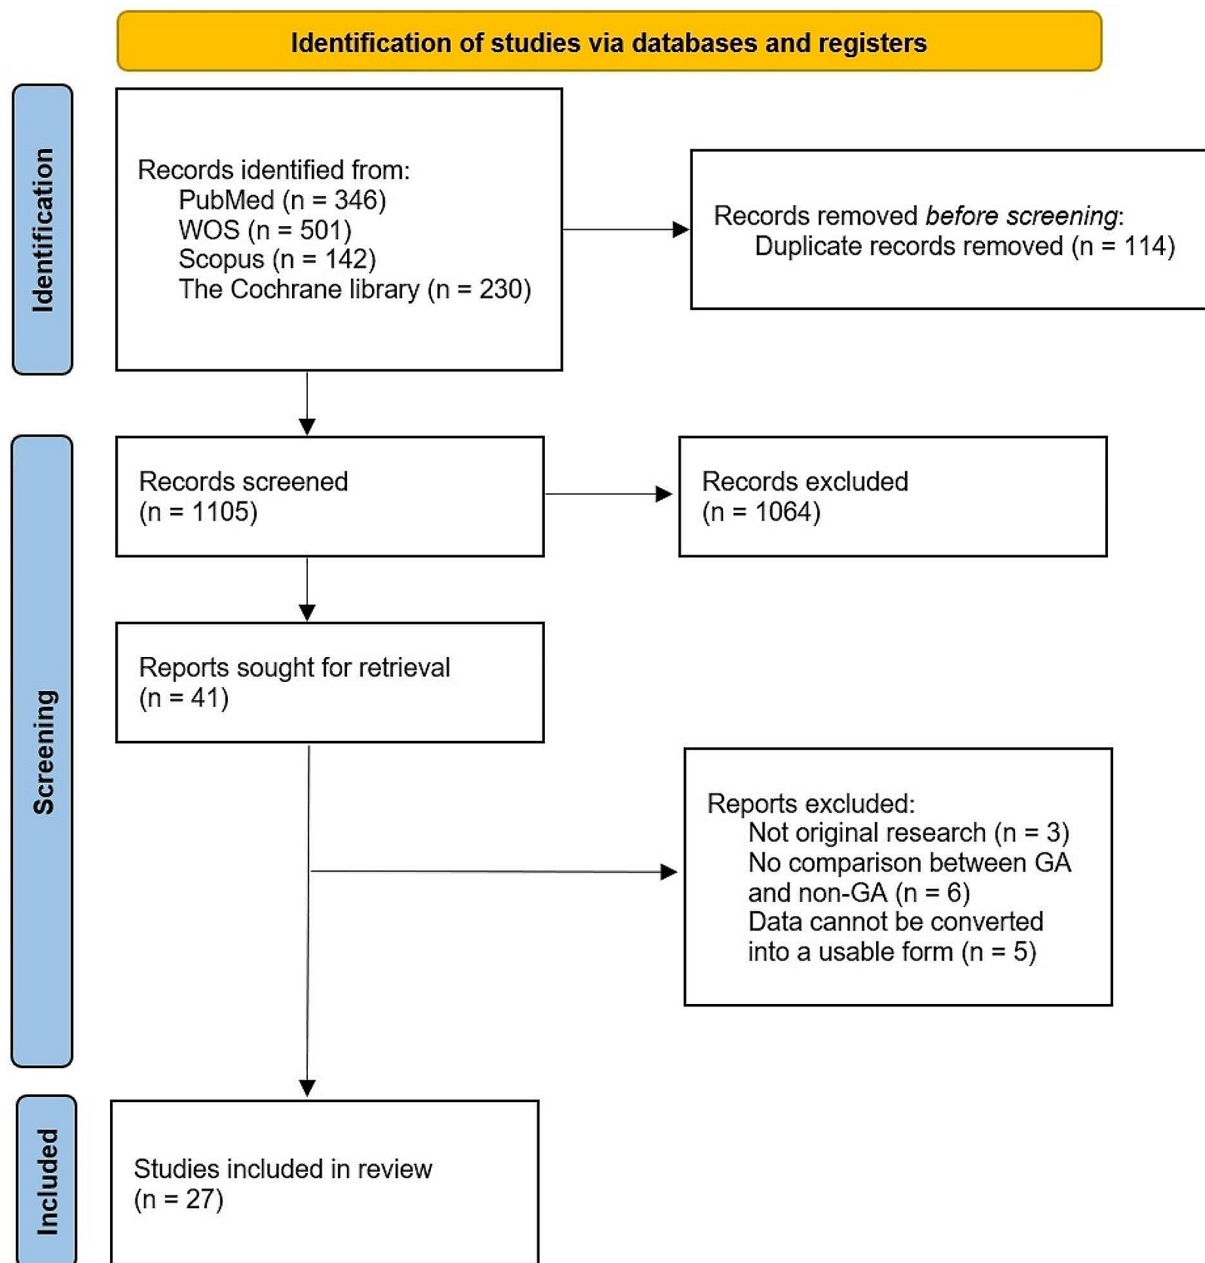 Identification of studies via databases and registers
Identification
Records identified from:
PubMed (n = 346)
WOS (n = 501)
Scopus (n = 142)
The Cochrane library (n = 230)
Records removed before screening:
Duplicate records removed (n = 114)
Screening
Records screened
(n = 1105)
Records excluded
(n = 1064)
Reports sought for retrieval
(n = 41)
Reports excluded:
Not original research (n = 3)
No comparison between GA
and non-GA (n = 6)
Data cannot be converted
into a usable form (n = 5)
Included
Studies included in review
(n = 27)